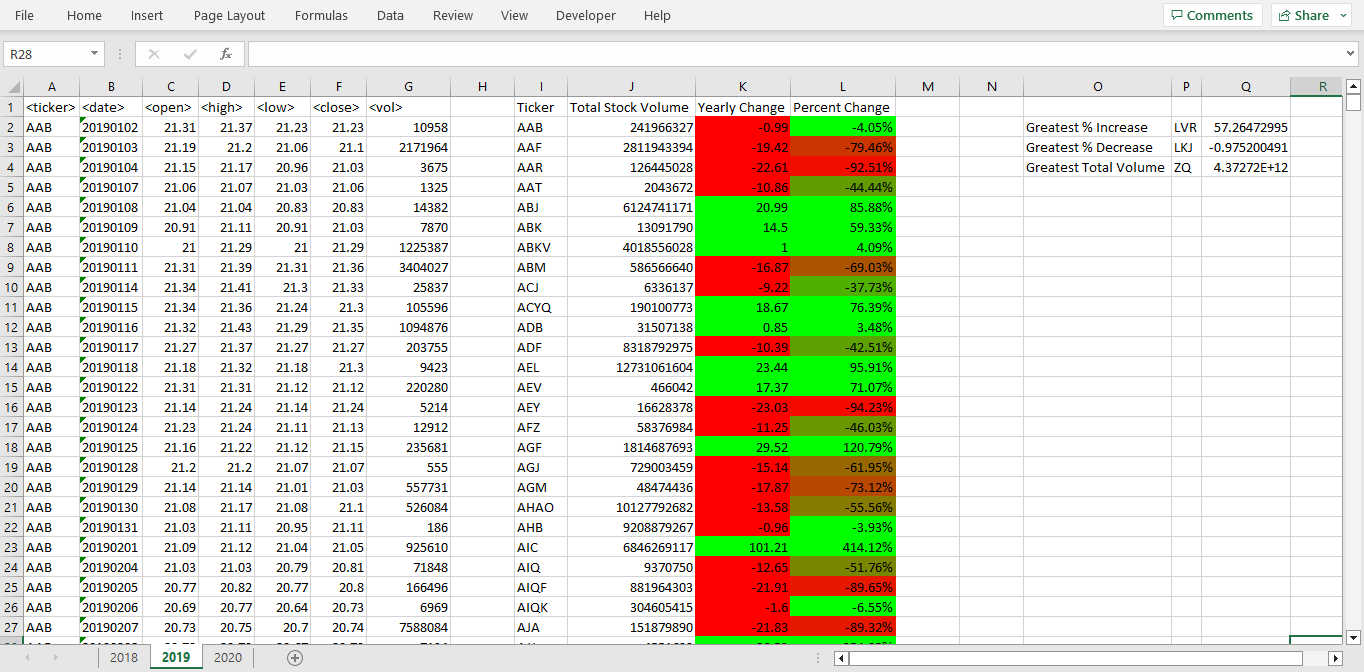 File Home Insert Page Layout Formulas Data Review View Developer Help Comments Share
R28 fx
A B C D E F G H I J K L M N O P Q R
1 <ticker> <date> <open> <high> <low> <close> <vol> Ticker Total Stock Volume Yearly Change Percent Change
2 AAB 20190102 21.31 21.37 21.23 21.23 10958 AAB 241966327 -0.99 -4.05% Greatest % Increase LVR 57.26472995
3 AAB 20190103 21.19 21.2 21.06 21.1 2171964 AAF 2811943394 -19.42 -79.46% Greatest % Decrease LKJ -0.975200491
4 AAB 20190104 21.15 21.17 20.96 21.03 3675 AAR 126445028 -22.61 -92.51% Greatest Total Volume ZQ 4.37272E+12
5 AAB 20190107 21.06 21.07 21.03 21.06 1325 AAT 2043672 -10.86 -44.44%
6 AAB 20190108 21.04 21.04 20.83 20.83 14382 ABJ 6124741171 20.99 85.88%
7 AAB 20190109 20.91 21.11 20.91 21.03 7870 ABK 13091790 14.5 59.33%
8 AAB 20190110 21 21.29 21 21.29 1225387 ABKV 4018556028 1 4.09%
9 AAB 20190111 21.31 21.39 21.31 21.36 3404027 ABM 586566640 -16.87 -69.03%
10 AAB 20190114 21.34 21.41 21.3 21.33 25837 ACJ 6336137 -9.22 -37.73%
11 AAB 20190115 21.34 21.36 21.24 21.3 105596 ACYQ 190100773 18.67 76.39%
12 AAB 20190116 21.32 21.43 21.29 21.35 1094876 ADB 31507138 0.85 3.48%
13 AAB 20190117 21.27 21.37 21.27 21.27 203755 ADF 8318792975 -10.39 -42.51%
14 AAB 20190118 21.18 21.32 21.18 21.3 9423 AEL 12731061604 23.44 95.91%
15 AAB 20190122 21.31 21.31 21.12 21.12 220280 AEV 466042 17.37 71.07%
16 AAB 20190123 21.14 21.24 21.14 21.24 5214 AEY 16628378 -23.03 -94.23%
17 AAB 20190124 21.23 21.24 21.11 21.13 12912 AFZ 58376984 -11.25 -46.03%
18 AAB 20190125 21.16 21.22 21.12 21.15 235681 AGF 1814687693 29.52 120.79%
19 AAB 20190128 21.2 21.2 21.07 21.07 555 AGJ 729003459 -15.14 -61.95%
20 AAB 20190129 21.14 21.14 21.01 21.03 557731 AGM 48474436 -17.87 -73.12%
21 AAB 20190130 21.08 21.17 21.08 21.1 526084 AHAO 10127792682 -13.58 -55.56%
22 AAB 20190131 21.03 21.11 20.95 21.11 186 AHB 9208879267 -0.96 -3.93%
23 AAB 20190201 21.09 21.12 21.04 21.05 925610 AIC 6846269117 101.21 414.12%
24 AAB 20190204 21.03 21.03 20.79 20.81 71848 AIQ 9370750 -12.65 -51.76%
25 AAB 20190205 20.77 20.82 20.77 20.8 166496 AIQF 881964303 -21.91 -89.65%
26 AAB 20190206 20.69 20.77 20.64 20.73 6969 AIQK 304605415 -1.6 -6.55%
27 AAB 20190207 20.73 20.75 20.7 20.74 7588084 AJA 151879890 -21.83 -89.32%
2018 2019 2020